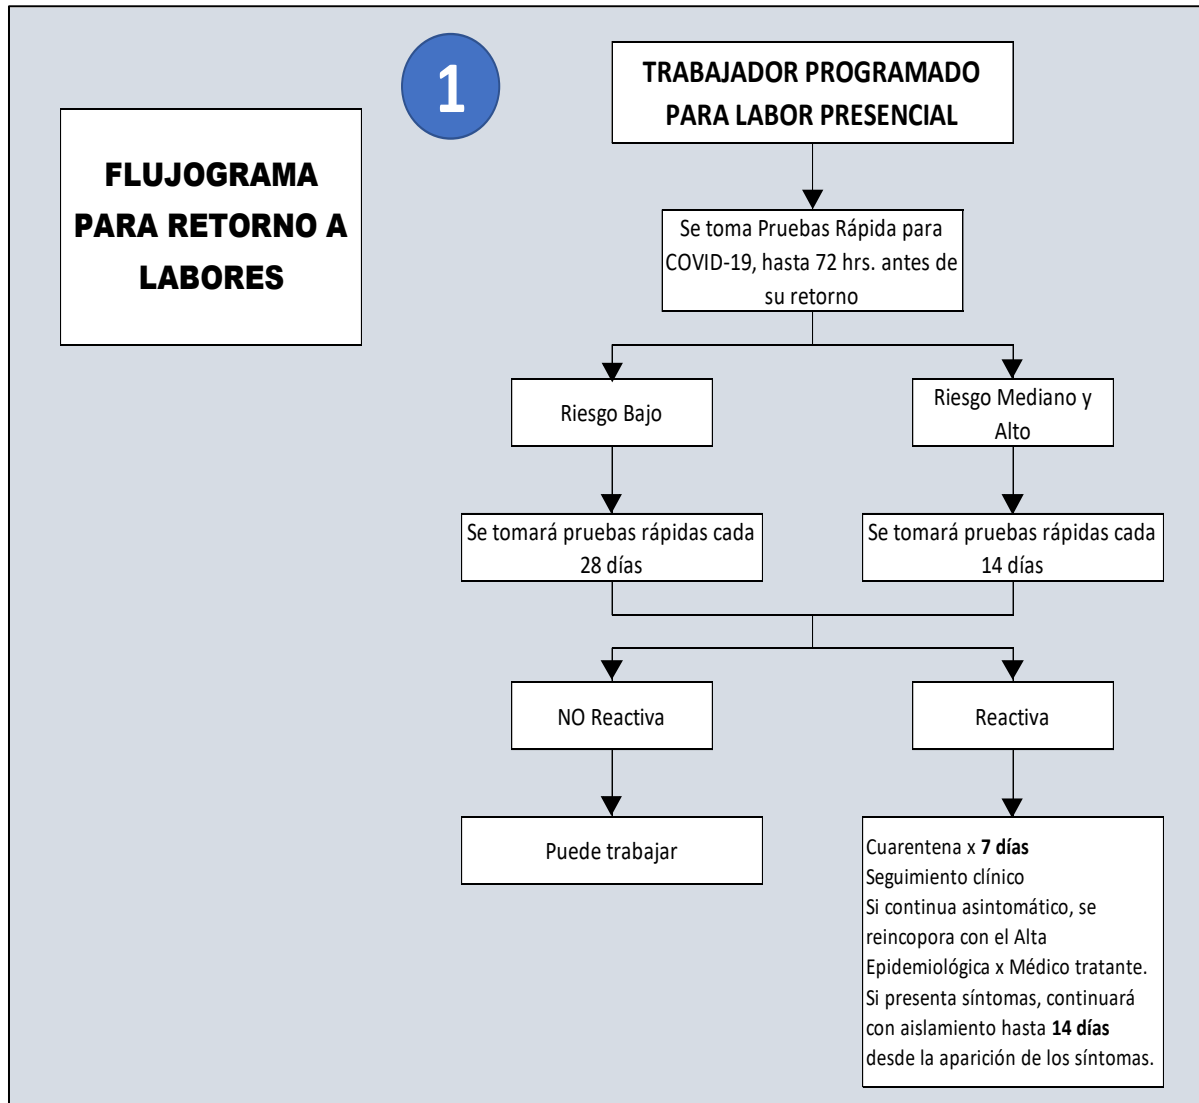 1
FLUJOGRAMA
PARA RETORNO A
LABORES
TRABAJADOR PROGRAMADO
PARA LABOR PRESENCIAL
Se toma Pruebas Rápida para
COVID-19, hasta 72 hrs. antes de
su retorno
Riesgo Bajo
Riesgo Mediano y
Alto
Se tomará pruebas rápidas cada
28 días
Se tomará pruebas rápidas cada
14 días
NO Reactiva
Reactiva
Puede trabajar
Cuarentena x 7 días
Seguimiento clínico
Si continua asintomático, se
reincopora con el Alta
Epidemiológica x Médico tratante.
Si presenta síntomas, continuará
con aislamiento hasta 14 días
desde la aparición de los síntomas.